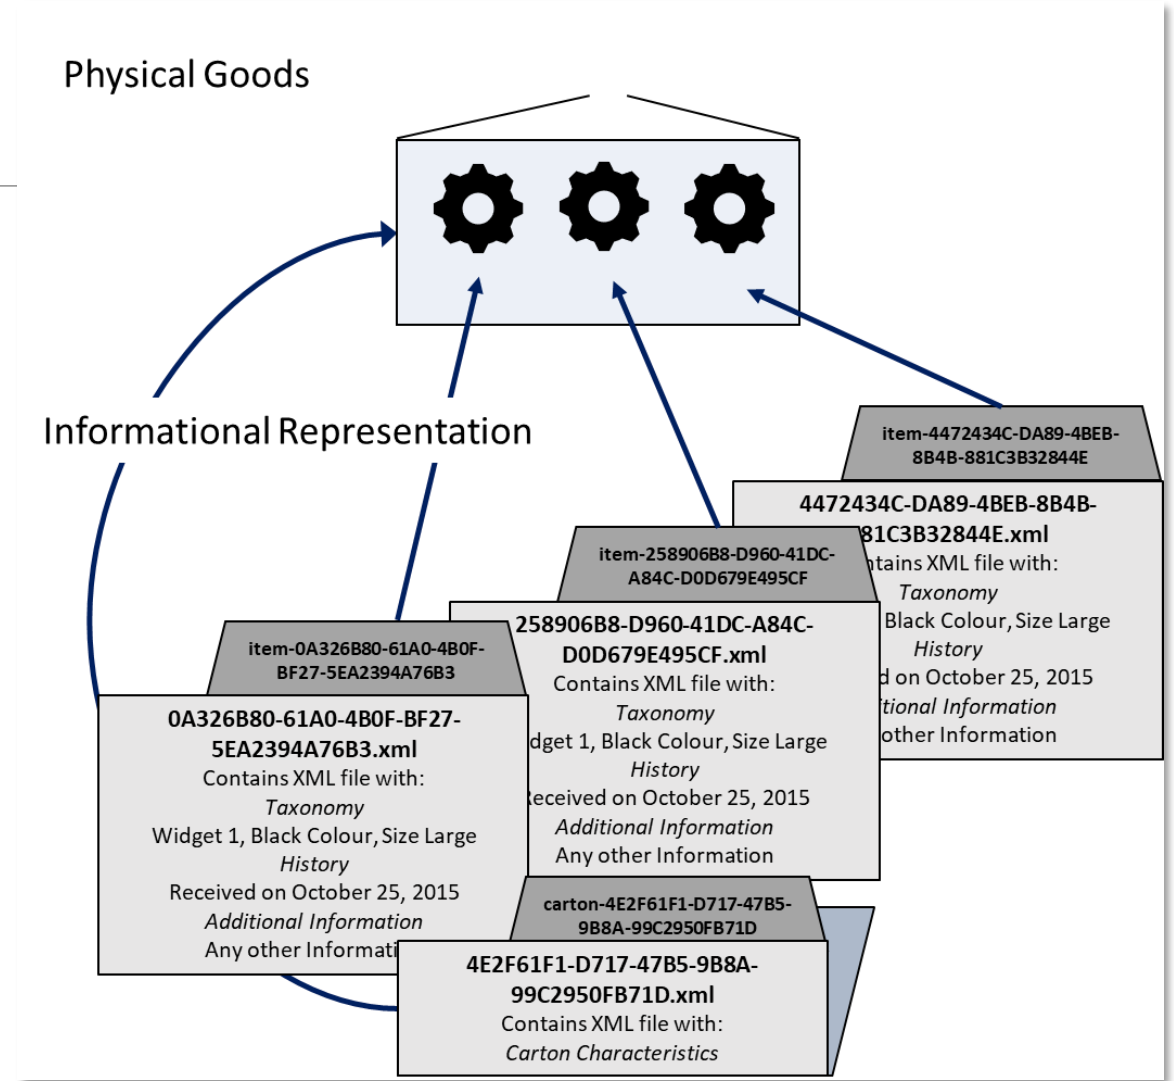 Physical Goods
Informational Representation
item-4472434C-DA89-4BEB-
8B4B-881C3B32844E
4472434C-DA89-4BEB-8B4B-
81C3B32844E.xml
tains XML file with:
Taxonomy
Black Colour, Size Large
History
d on October 25, 2015
tional Information
other Information
item-258906B8-D960-41DC-
A84C-D0D679E495CF
258906B8-D960-41DC-A84C-
D0D679E495CF.xml
Contains XML file with:
Taxonomy
dget 1, Black Colour, Size Large
History
Received on October 25, 2015
Additional Information
Any other Information
item-0A326B80-61A0-4B0F-
BF27-5EA2394A76B3
0A326B80-61A0-4B0F-BF27-
5EA2394A76B3.xml
Contains XML file with:
Taxonomy
Widget 1, Black Colour, Size Large
History
Received on October 25, 2015
Additional Information
Any other Informati
carton-4E2F61F1-D717-47B5-
9B8A-99C2950FB71D
4E2F61F1-D717-47B5-9B8A-
99C2950FB71D.xml
Contains XML file with:
Carton Characteristics